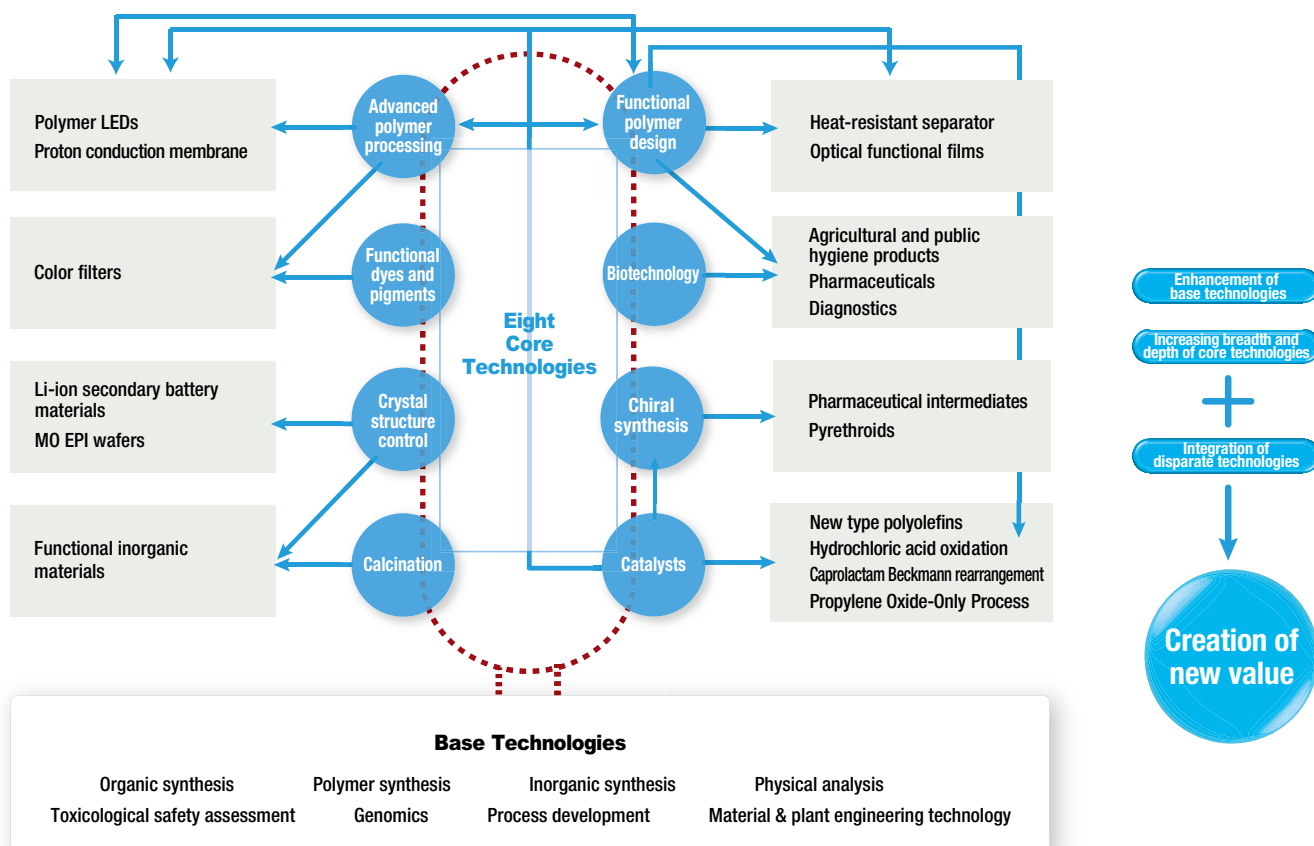 Advanced
polymer
processing
Functional
polymer
design
Polymer LEDs
Proton conduction membrane
Heat-resistant separator
Optical functional films
Color filters
Functional
dyes and
pigments
Biotechnology
Agricultural and public
hygiene products
Pharmaceuticals
Diagnostics
Eight
Core
Technologies
Li-ion secondary battery
materials
MO EPI wafers
Crystal
structure
control
Chiral
synthesis
Pharmaceutical intermediates
Pyrethroids
Functional inorganic
materials
Calcination
Catalysts
New type polyolefins
Hydrochloric acid oxidation
Caprolactam Beckmann rearrangement
Propylene Oxide-Only Process
Enhancement of
base technologies
Increasing breadth and
depth of core technologies
Integration of
disparate technologies
Creation of
new value
Base Technologies
Organic synthesis Polymer synthesis Inorganic synthesis Physical analysis
Toxicological safety assessment Genomics Process development Material & plant engineering technology